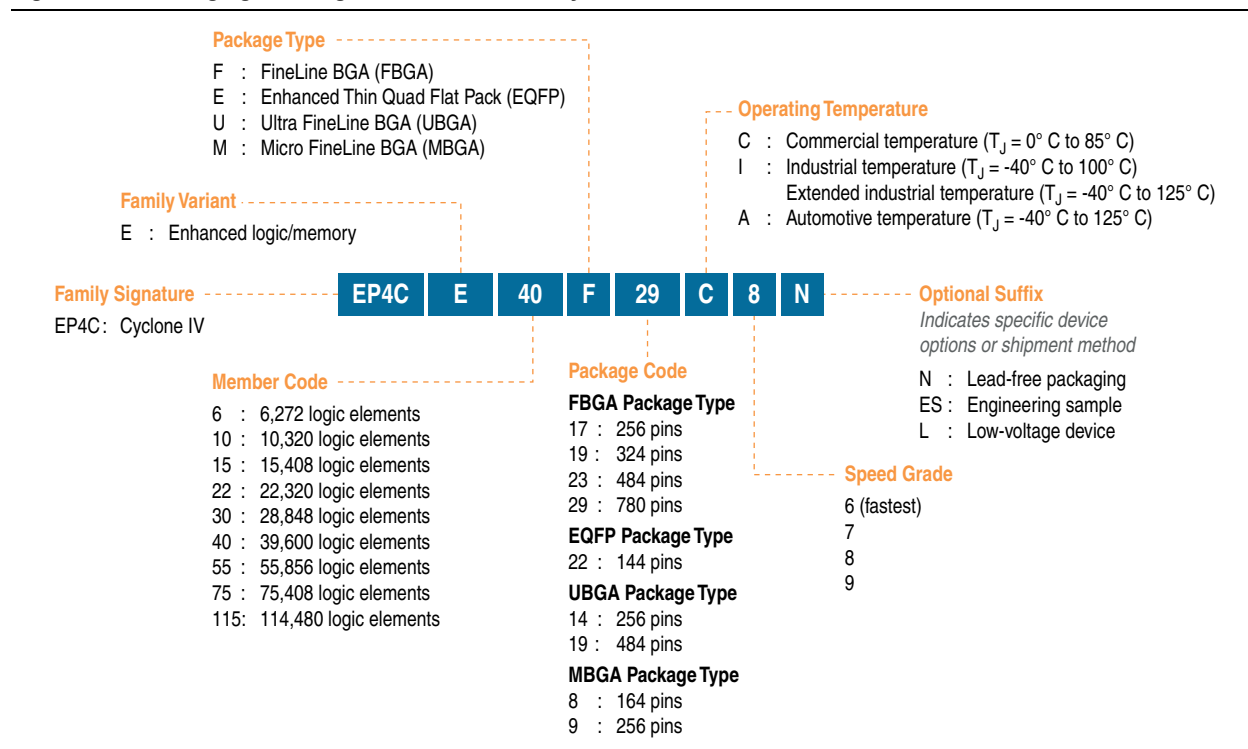 Package Type
F : FineLine BGA (FBGA)
E : Enhanced Thin Quad Flat Pack (EQFP)
U : Ultra FineLine BGA (UBGA)
M : Micro FineLine BGA (MBGA)
Operating Temperature
C : Commercial temperature (TJ = 0° C to 85° C)
I : Industrial temperature (TJ = -40° C to 100° C)
Extended industrial temperature (TJ = -40° C to 125° C)
A : Automotive temperature (TJ = -40° C to 125° C)
Family Variant
E : Enhanced logic/memory
Family Signature
EP4C : Cyclone IV
EP4C E 40 F 29 C 8 N
Optional Suffix
Indicates specific device
options or shipment method
N : Lead-free packaging
ES : Engineering sample
L : Low-voltage device
Member Code
6 : 6,272 logic elements
10 : 10,320 logic elements
15 : 15,408 logic elements
22 : 22,320 logic elements
30 : 28,848 logic elements
40 : 39,600 logic elements
55 : 55,856 logic elements
75 : 75,408 logic elements
115: 114,480 logic elements
Package Code
FBGA Package Type
17 : 256 pins
19 : 324 pins
23 : 484 pins
29 : 780 pins
EQFP Package Type
22 : 144 pins
UBGA Package Type
14 : 256 pins
19 : 484 pins
MBGA Package Type
8 : 164 pins
9 : 256 pins
Speed Grade
6 (fastest)
7
8
9